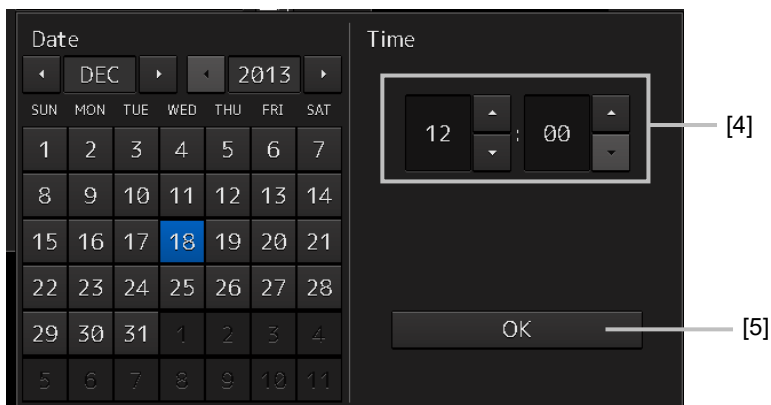 Date
DEC 2013
SUN MON TUE WED THU FRI SAT
1 2 3 4 5 6 7
8 9 10 11 12 13 14
15 16 17 18 19 20 21
22 23 24 25 26 27 28
29 30 31 1 2 3 4
5 6 7 8 9 10 11
Time
12 : 00
[4]
OK
[5]